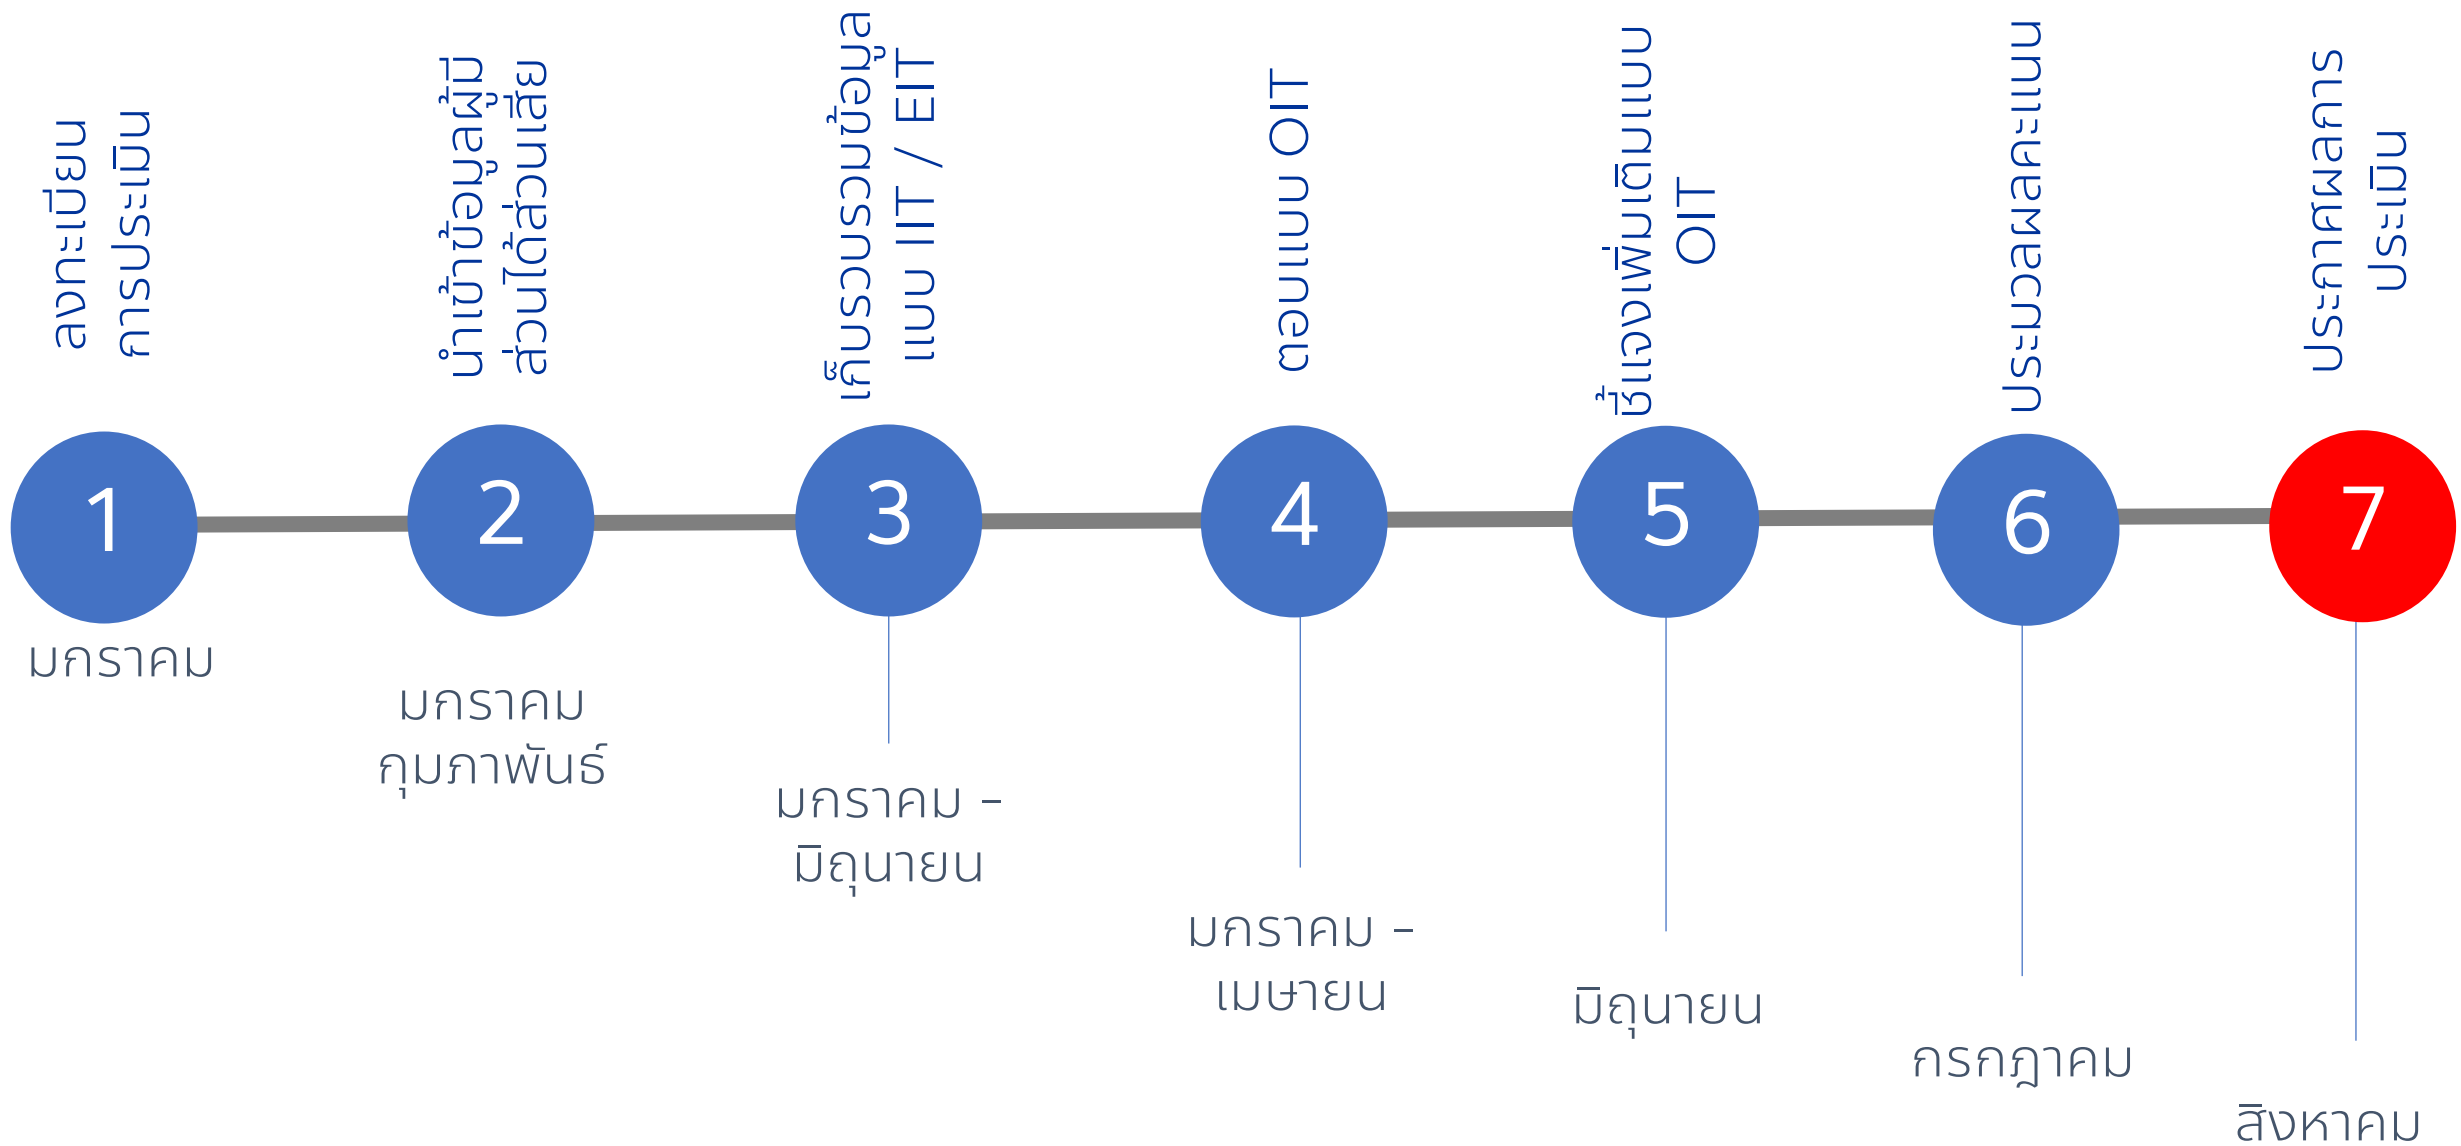 ลงทะเบียน
การประเมิน
นำเข้าข้อมูลผู้มี
ส่วนได้ส่วนเสีย
เก็บรวบรวมข้อมูล
แบบ IIT / EIT
ตอบแบบ OIT
ชี้แจงเพิ่มเติมแบบ
OIT
ประมวลผลคะแนน
ประกาศผลการ
ประเมิน
1
2
3
4
5
6
7
มกราคม
มกราคม
กุมภาพันธ์
มกราคม -
มิถุนายน
มกราคม -
เมษายน
มิถุนายน
กรกฎาคม
สิงหาคม